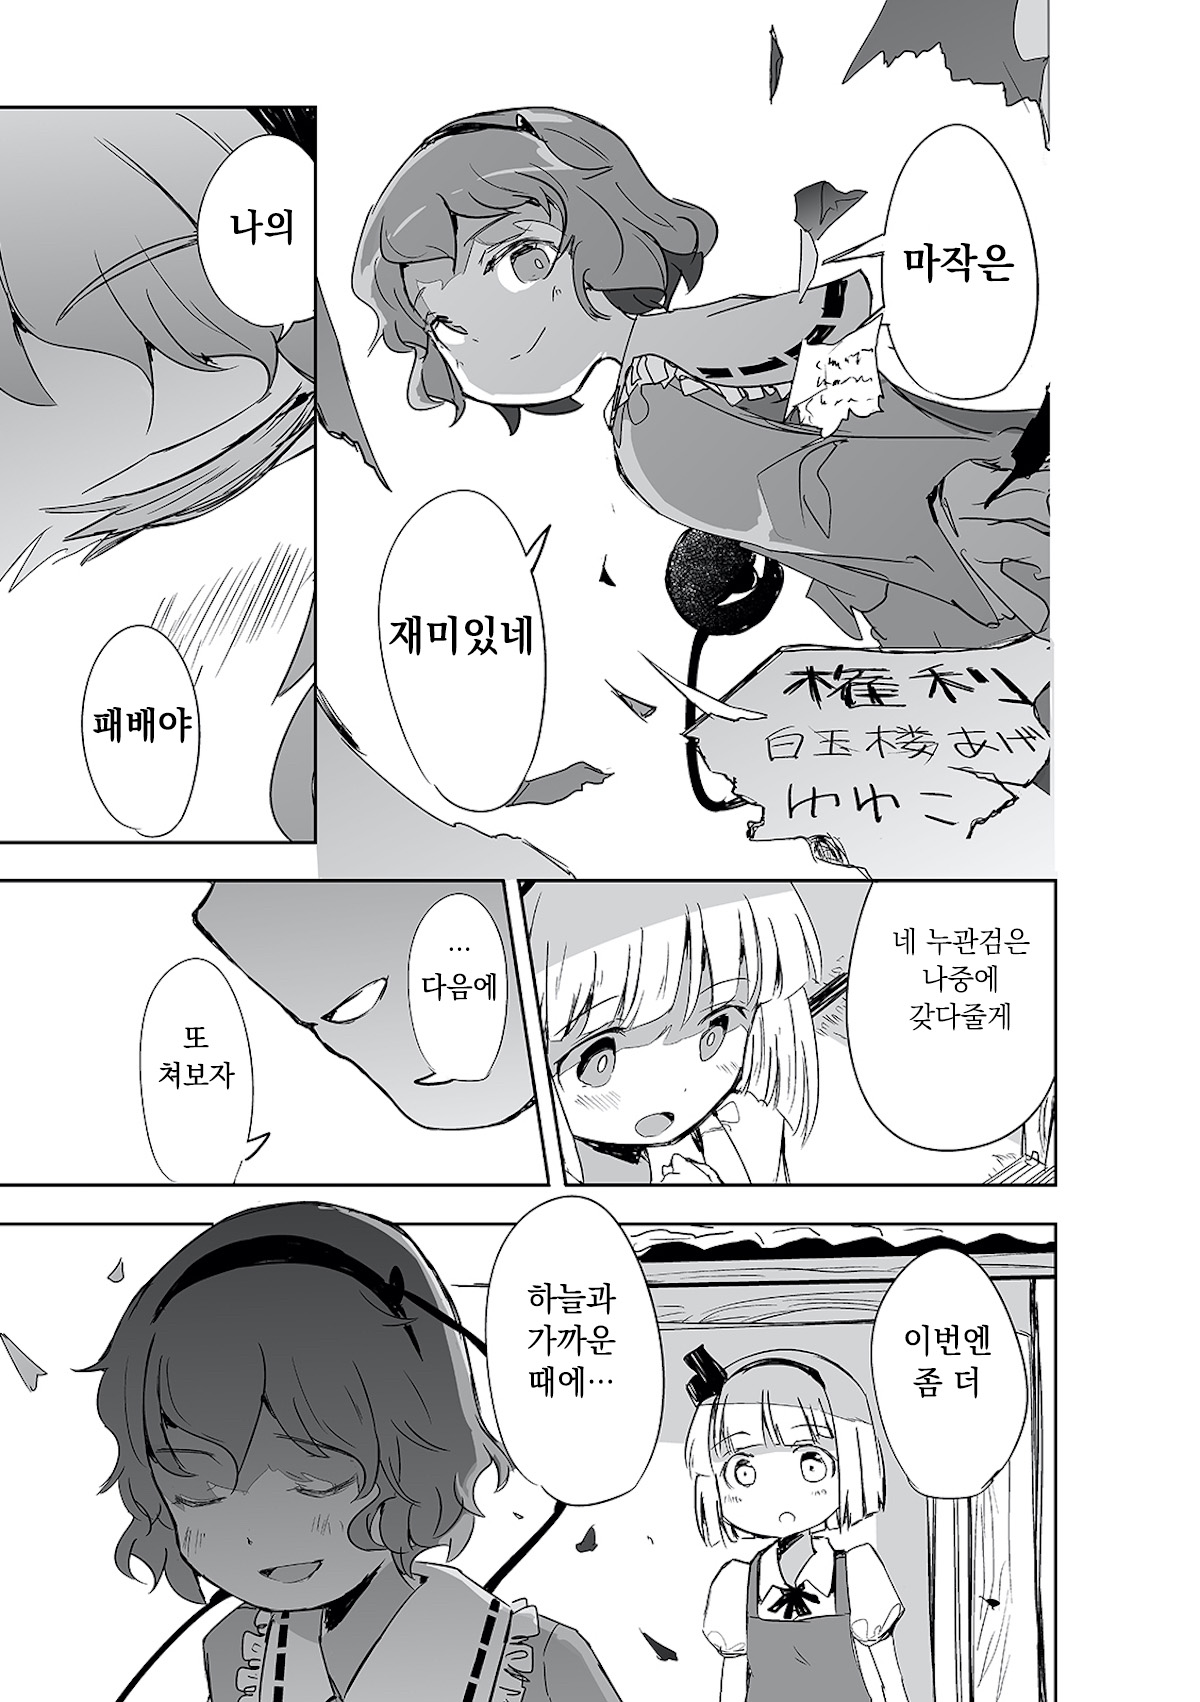 마작은
재미있네
権利
白玉楼あげ
ゆゆこ
나의
패배야
네 누관검은
나중에
갖다줄게
…
다음에
또
쳐보자
이번엔
좀 더
하늘과
가까운
때에…